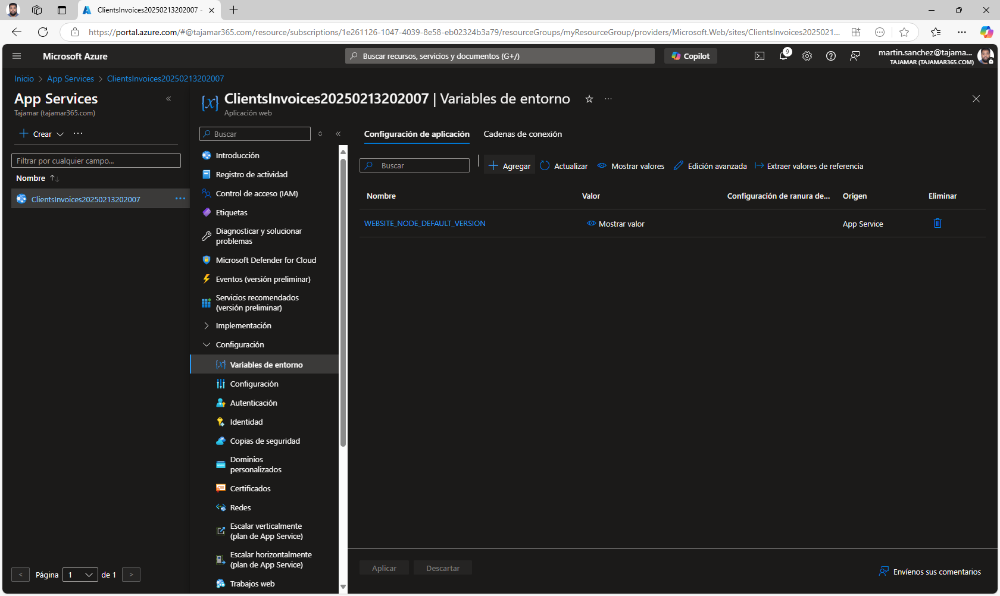 ClientsInvoices20250213202007 -
https://portal.azure.com/#@tajamar365.com/resource/subscriptions/1e261126-1047-4039-8e58-eb02324b3a79/resourceGroups/myResourceGroup/providers/Microsoft.Web/sites/ClientsInvoices2025021...
Microsoft Azure
Buscar recursos, servicios y documentos (G+/)
Copilot
9
martin.sanchez@tajama...
TAJAMAR (TAJAMAR365.COM)
Inicio > App Services > ClientsInvoices20250213202007
App Services
Tajamar (tajamar365.com)
Crear
Filtrar por cualquier campo...
Nombre
ClientsInvoices20250213202007
Página 1 de 1
ClientsInvoices20250213202007 | Variables de entorno
Aplicación web
Buscar
Introducción
Registro de actividad
Control de acceso (IAM)
Etiquetas
Diagnosticar y solucionar
problemas
Microsoft Defender for Cloud
Eventos (versión preliminar)
Servicios recomendados
(versión preliminar)
Implementación
Configuración
Variables de entorno
Configuración
Autenticación
Identidad
Copias de seguridad
Dominios
personalizados
Certificados
Redes
Escalar verticalmente
(plan de App Service)
Escalar horizontalmente
(plan de App Service)
Trabajos web
Configuración de aplicación Cadenas de conexión
Buscar Agregar Actualizar Mostrar valores Edición avanzada Extraer valores de referencia
Nombre Valor Configuración de ranura de... Origen Eliminar
WEBSITE_NODE_DEFAULT_VERSION Mostrar valor App Service
Aplicar Descartar
Envíenos sus comentarios